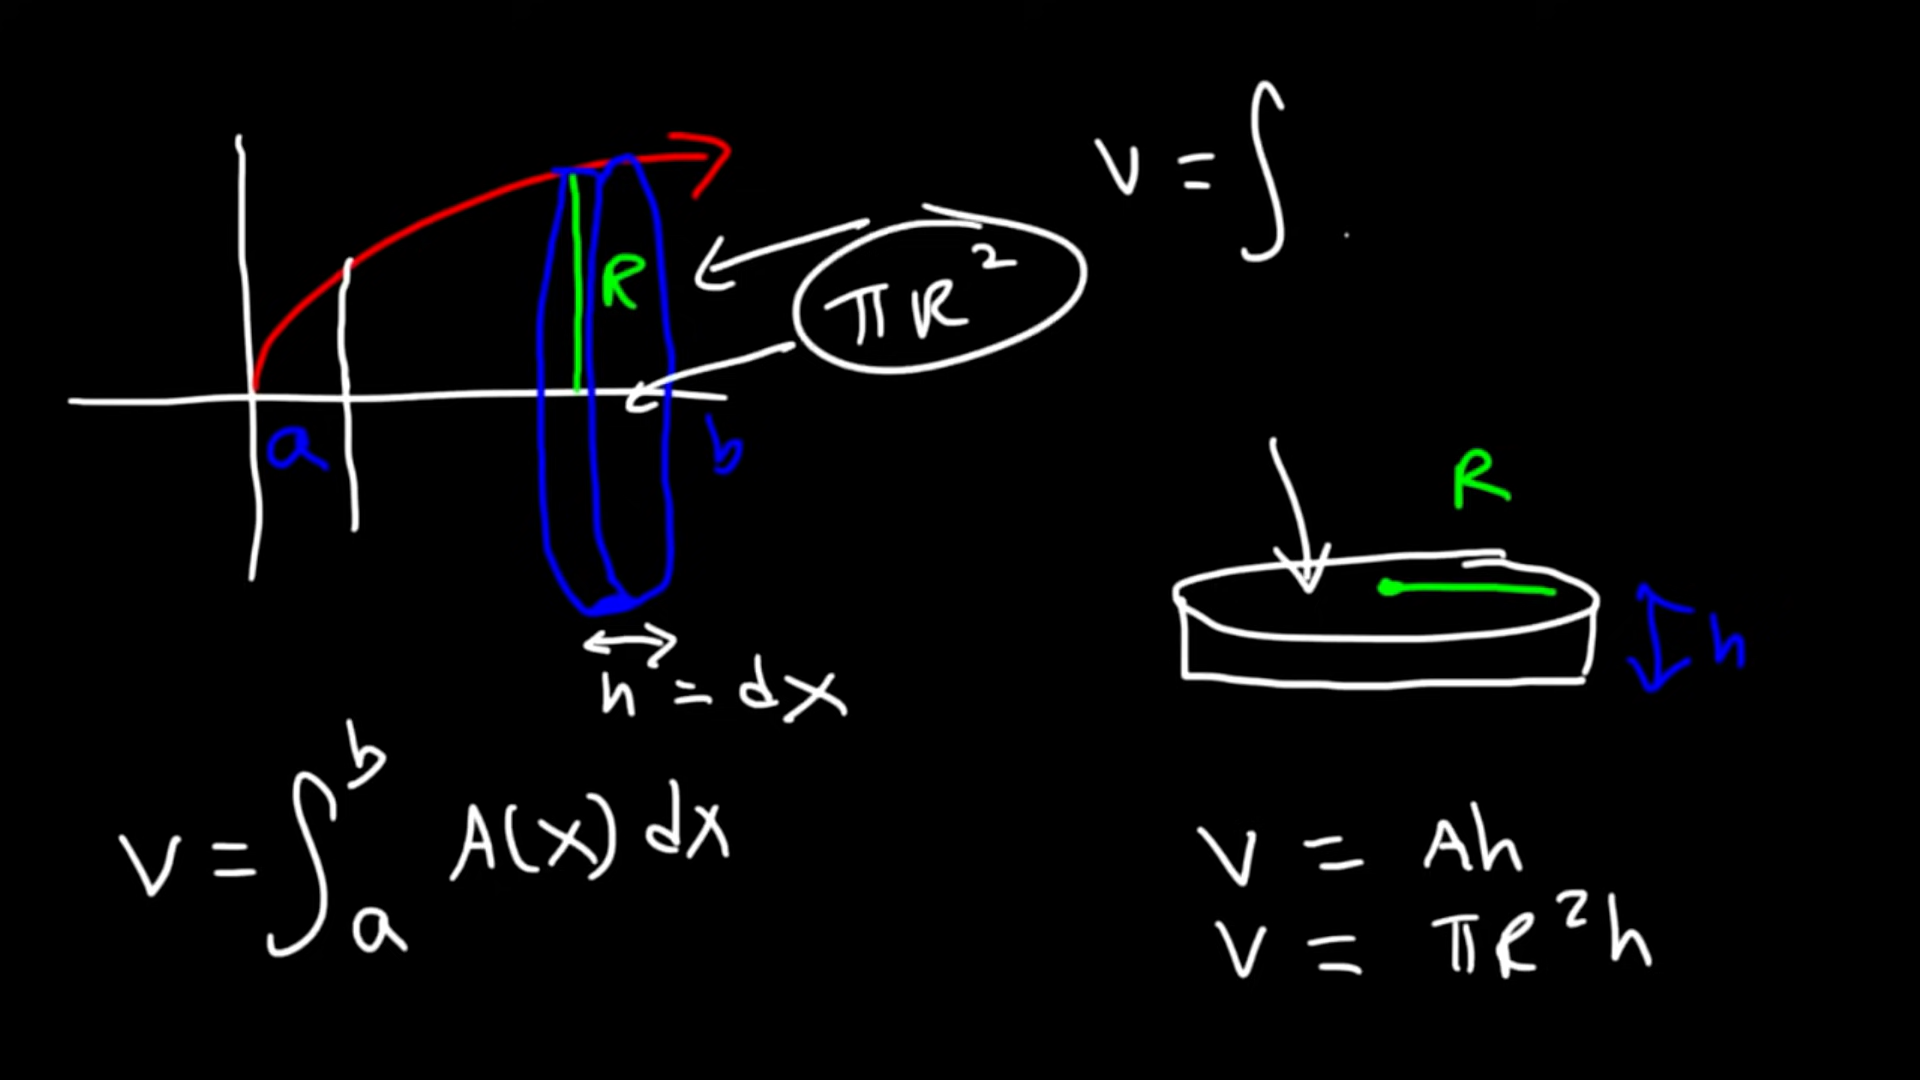 V = ∫
R
πR²
a
b
R
h
h = dx
V = ∫ₐᵇ A(x) dx
V = Ah
V = πR²h